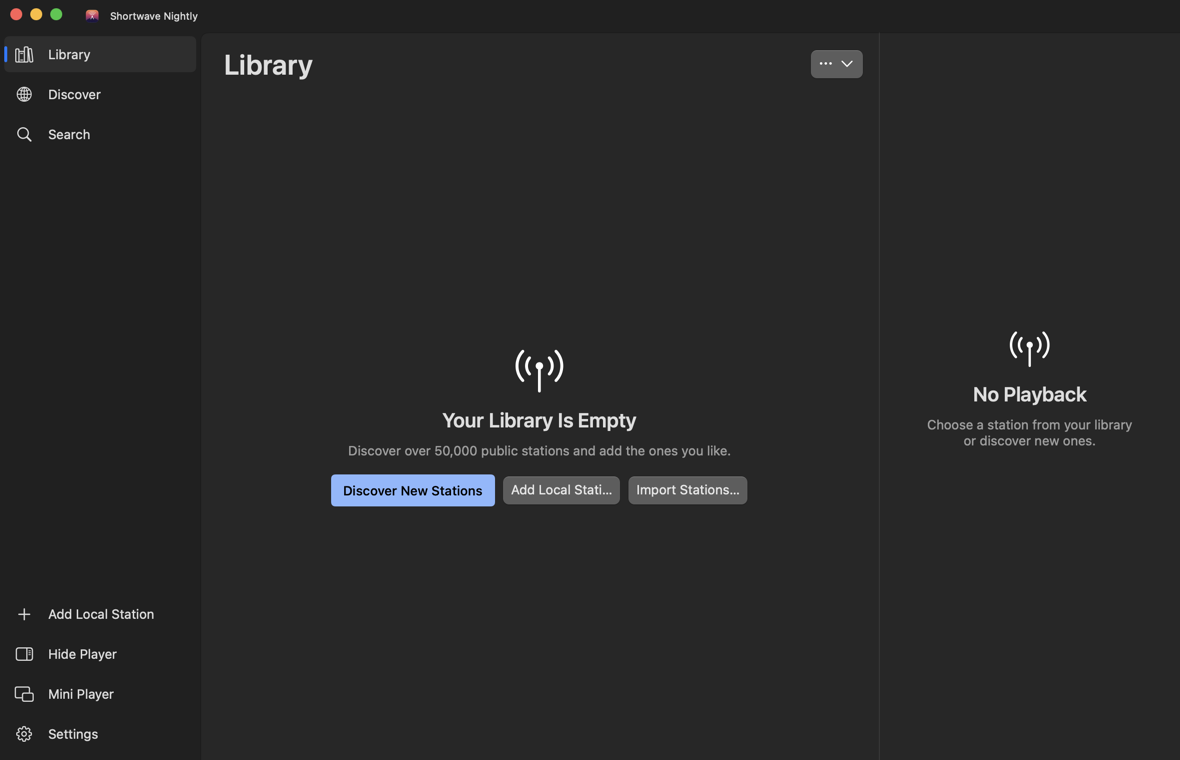 Shortwave Nightly
Library
Discover
Search
Add Local Station
Hide Player
Mini Player
Settings
Library
Your Library Is Empty
Discover over 50,000 public stations and add the ones you like.
Discover New Stations
Add Local Stati...
Import Stations...
No Playback
Choose a station from your library
or discover new ones.